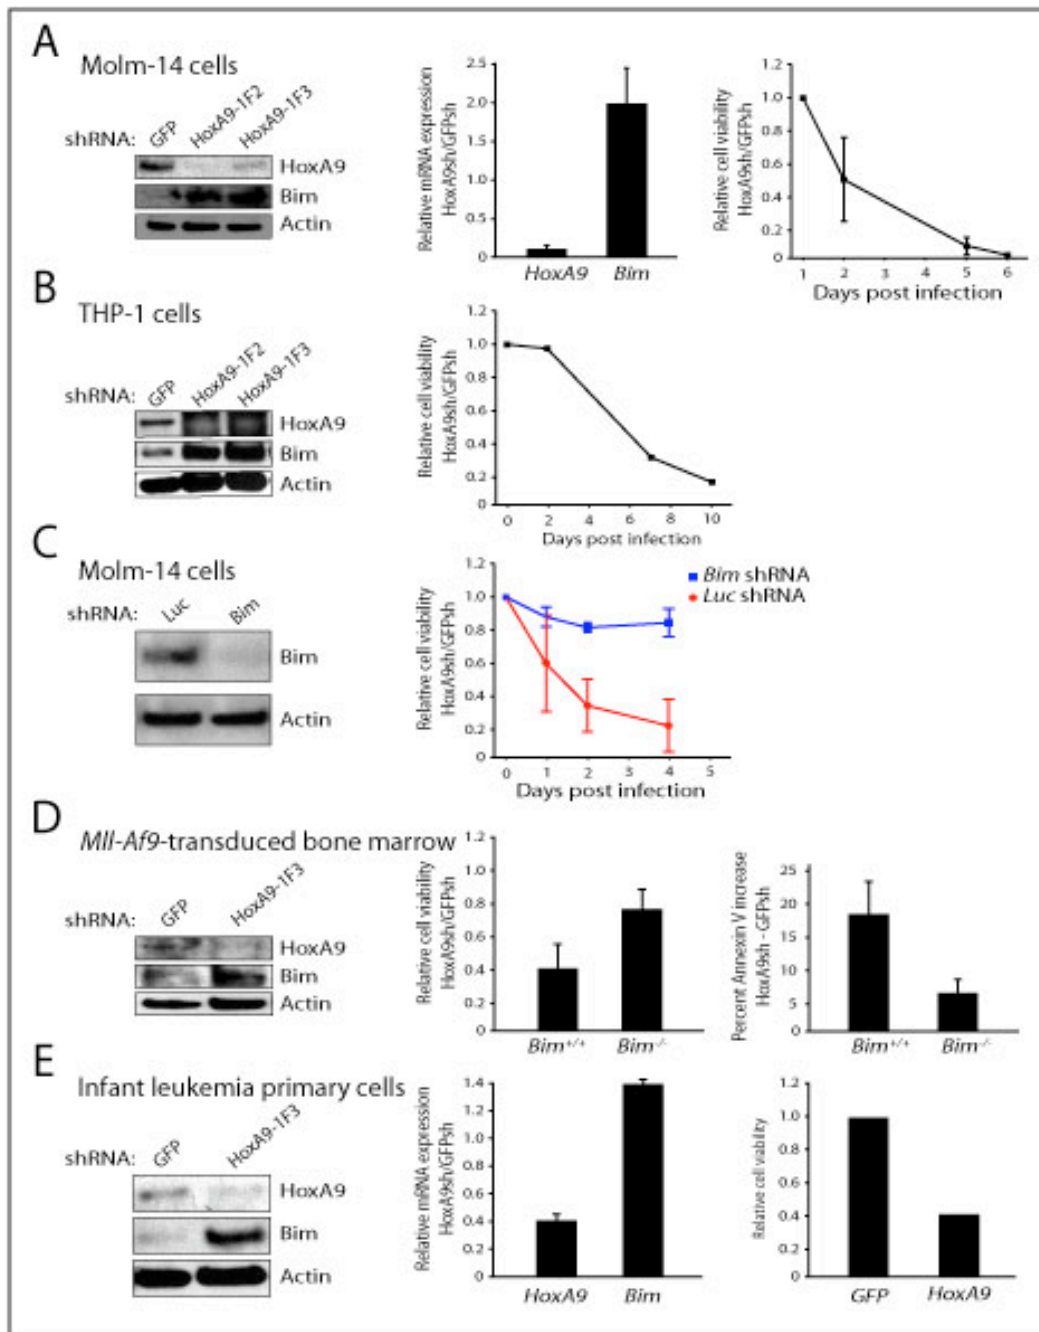 A
Molm-14 cells
shRNA: GFP HoxA9-1F2 HoxA9-1F3
HoxA9
Bim
Actin
Relative mRNA expression
HoxA9sh/GFPsh
2.5
2.0
1.5
1.0
0.5
0
HoxA9 Bim
Relative cell viability
HoxA9sh/GFPsh
1.2
1.0
0.8
0.6
0.4
0.2
0
1 2 3 4 5 6
Days post infection
B
THP-1 cells
shRNA: GFP HoxA9-1F2 HoxA9-1F3
HoxA9
Bim
Actin
Relative cell viability
HoxA9sh/GFPsh
1.2
1.0
0.8
0.6
0.4
0.2
0
0 2 4 6 8 10
Days post infection
C
Molm-14 cells
shRNA: Luc Bim
Bim
Actin
Relative cell viability
HoxA9sh/GFPsh
1.2
1.0
0.8
0.6
0.4
0.2
0
0 1 2 3 4 5
Days post infection
Bim shRNA
Luc shRNA
D
Mll-Af9-transduced bone marrow
shRNA: GFP HoxA9-1F3
HoxA9
Bim
Actin
Relative cell viability
HoxA9sh/GFPsh
1.2
1.0
0.8
0.6
0.4
0.2
0
Bim+/+ Bim-/-
Percent Annexin V increase
HoxA9sh - GFPsh
25
20
15
10
5
0
Bim+/+ Bim-/-
E
Infant leukemia primary cells
shRNA: GFP HoxA9-1F3
HoxA9
Bim
Actin
Relative mRNA expression
HoxA9sh/GFPsh
1.4
1.2
1.0
0.8
0.6
0.4
0.2
0
HoxA9 Bim
Relative cell viability
1.2
1.0
0.8
0.6
0.4
0.2
0
GFP HoxA9